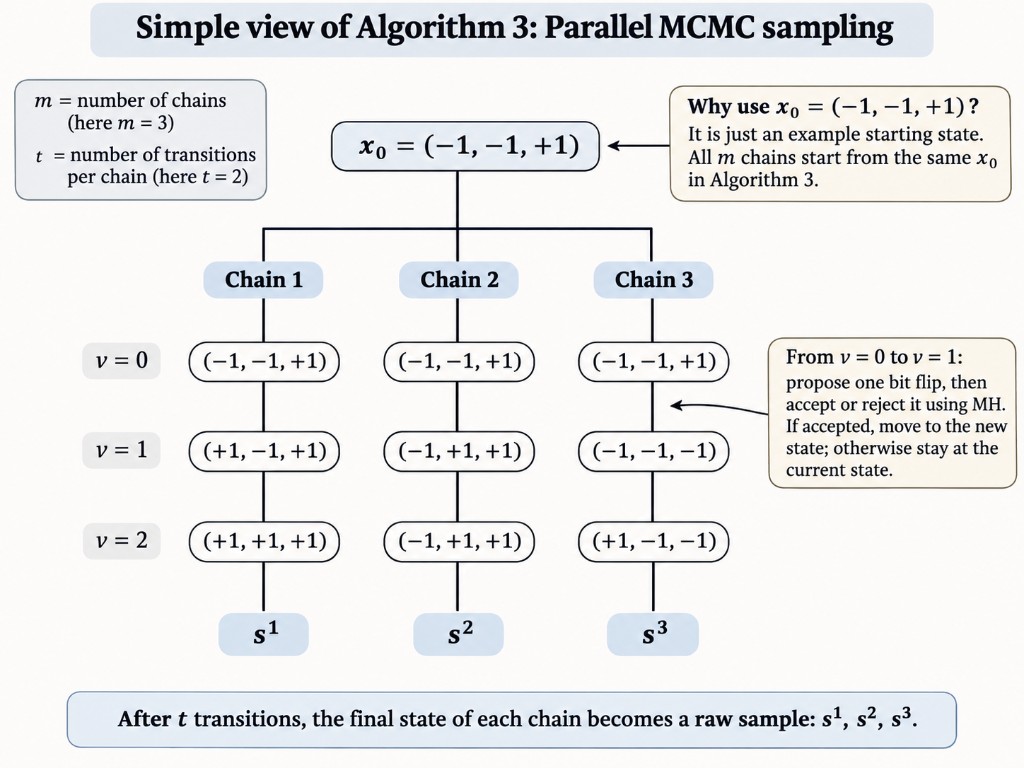 Simple view of Algorithm 3: Parallel MCMC sampling
m = number of chains
(here m = 3)
t = number of transitions
per chain (here t = 2)
x₀ = (−1, −1, +1)
Why use x₀ = (−1, −1, +1)?
It is just an example starting state.
All m chains start from the same x₀
in Algorithm 3.
Chain 1 Chain 2 Chain 3
v = 0 (−1, −1, +1) (−1, −1, +1) (−1, −1, +1)
From v = 0 to v = 1:
propose one bit flip, then
accept or reject it using MH.
If accepted, move to the new
state; otherwise stay at the
current state.
v = 1 (+1, −1, +1) (−1, +1, +1) (−1, −1, −1)
v = 2 (+1, +1, +1) (−1, +1, +1) (+1, −1, −1)
s¹ s² s³
After t transitions, the final state of each chain becomes a raw sample: s¹, s², s³.